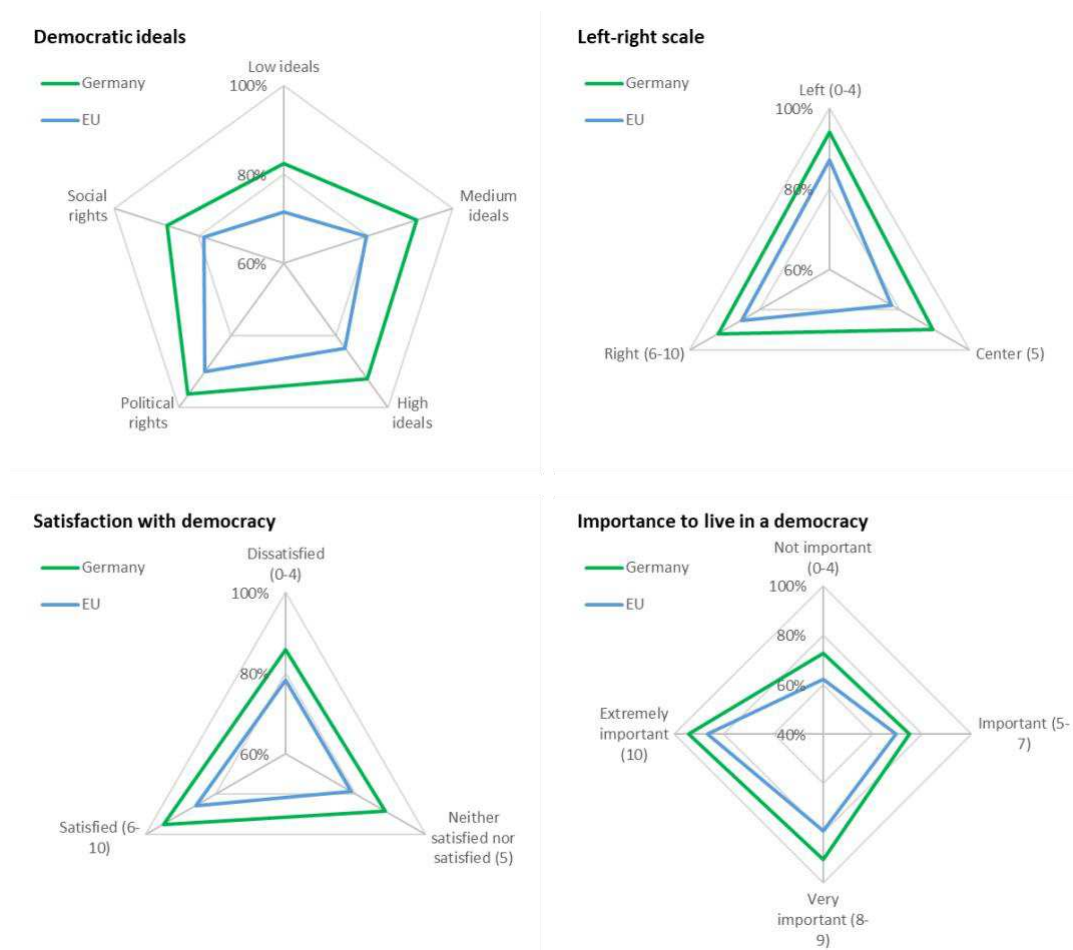 Democratic ideals
Germany
EU
Low ideals
100%
80%
60%
Social
rights
Medium
ideals
Political
rights
High
ideals
Left-right scale
Germany
EU
Left (0-4)
100%
80%
60%
Right (6-10)
Center (5)
Satisfaction with democracy
Germany
EU
Dissatisfied
(0-4)
100%
80%
60%
Satisfied (6-
10)
Neither
satisfied nor
satisfied (5)
Importance to live in a democracy
Germany
EU
Not important
(0-4)
100%
80%
60%
40%
Extremely
important
(10)
Important (5-
7)
Very
important (8-
9)